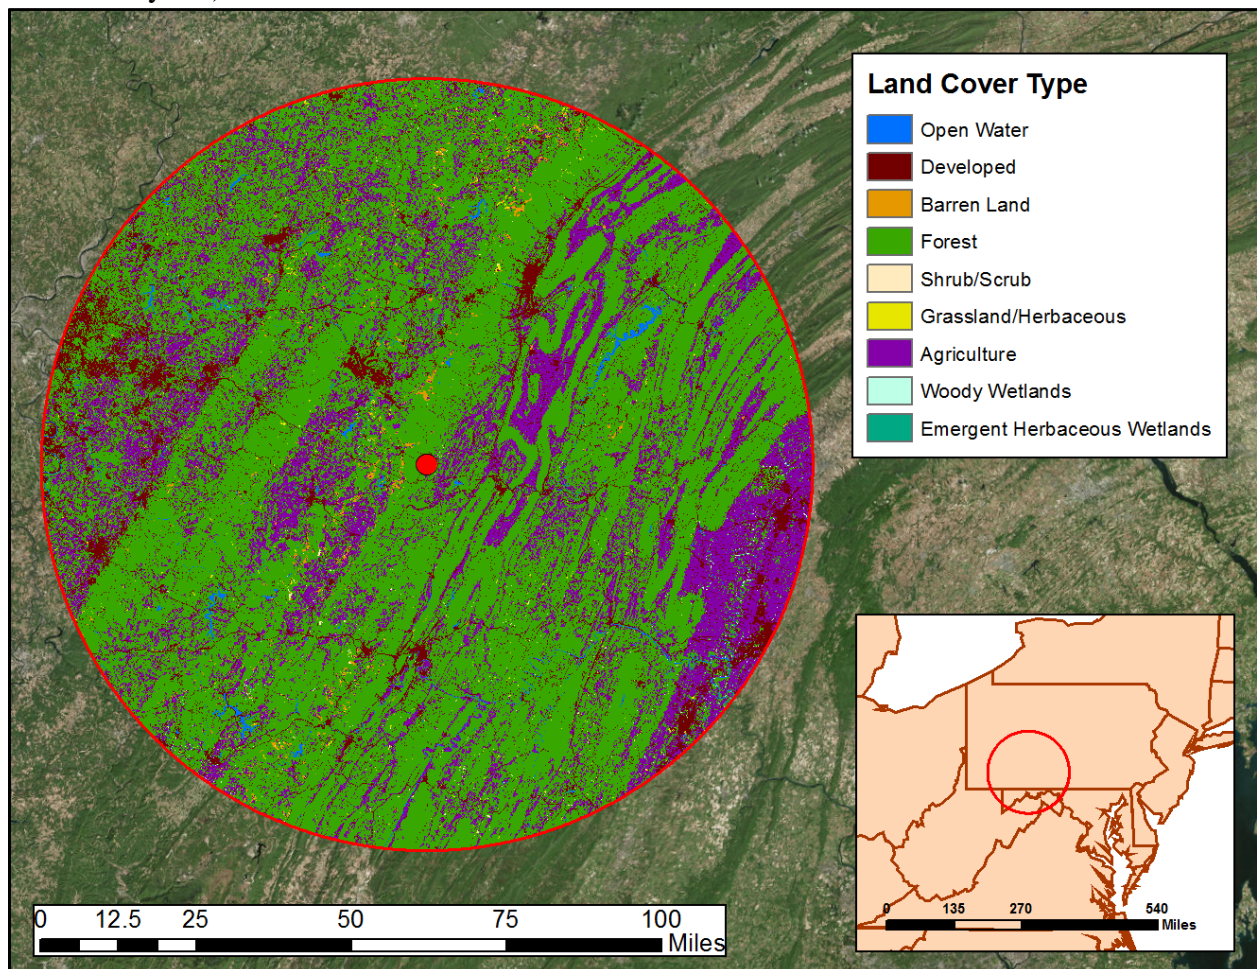 Land Cover Type
Open Water
Developed
Barren Land
Forest
Shrub/Scrub
Grassland/Herbaceous
Agriculture
Woody Wetlands
Emergent Herbaceous Wetlands
0 135 270 540
Miles
0 12.5 25 50 75 100
Miles